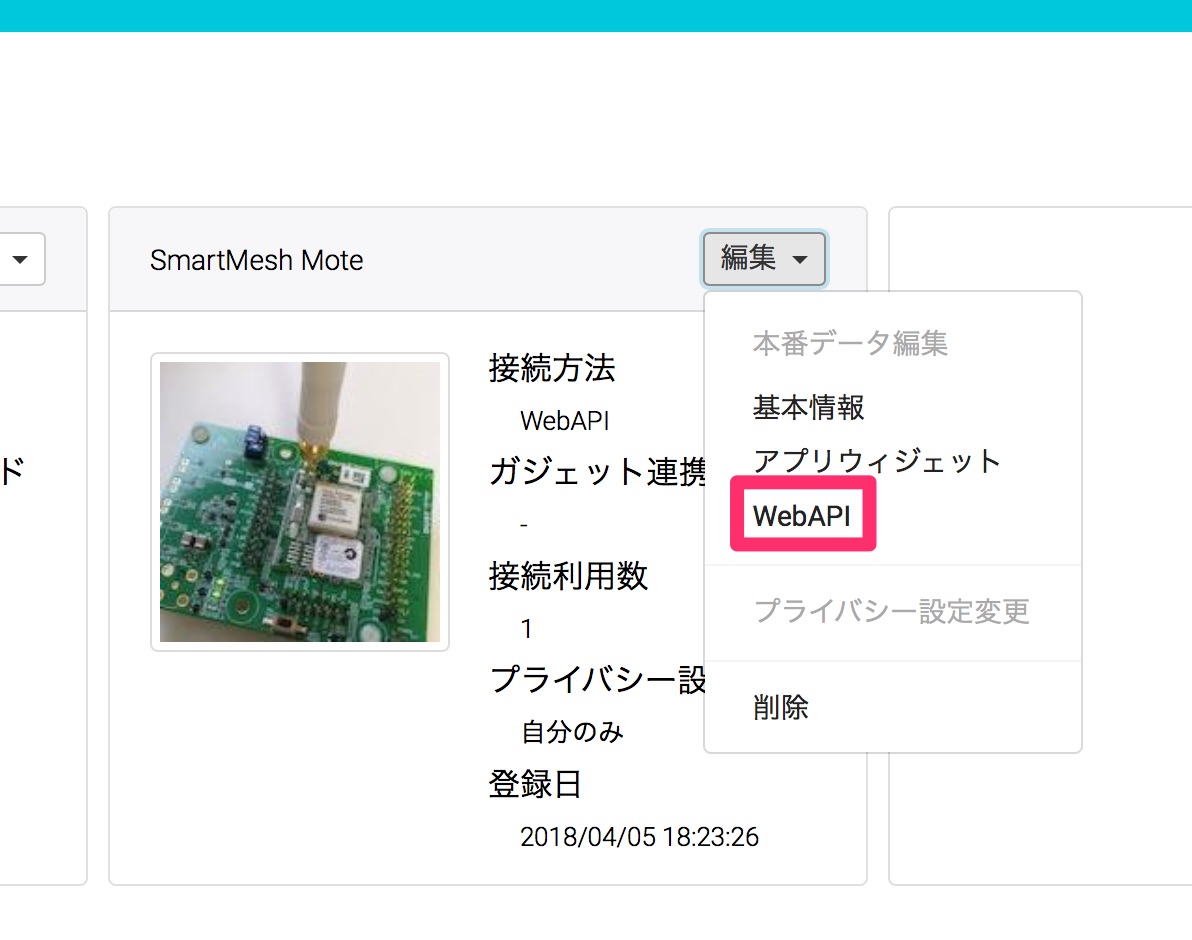 SmartMesh Mote
編集
ド
接続方法
WebAPI
ガジェット連携
-
接続利用数
1
プライバシー設
自分のみ
登録日
2018/04/05 18:23:26
本番データ編集
基本情報
アプリウィジェット
WebAPI
プライバシー設定変更
削除